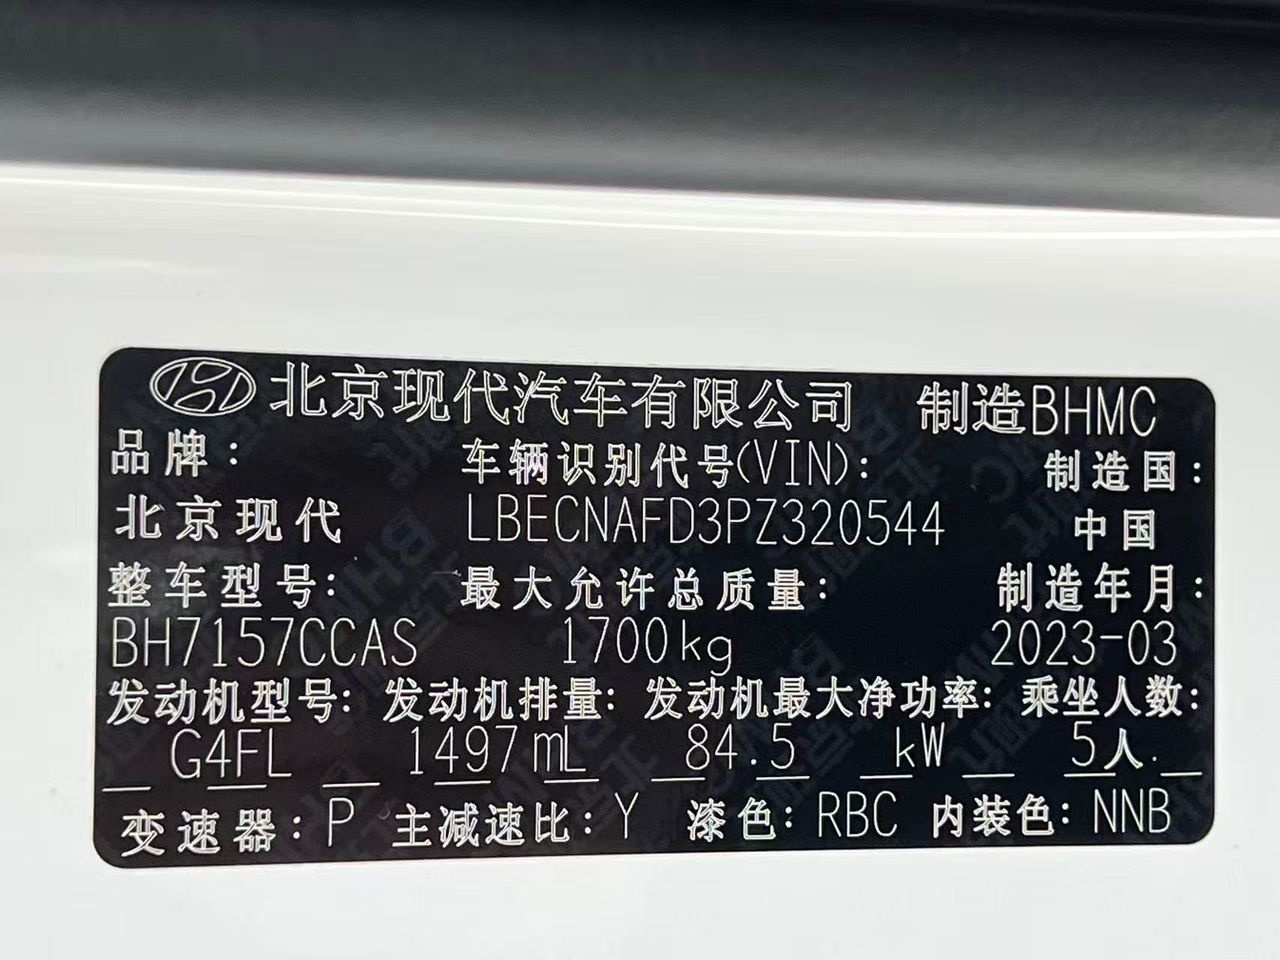 北京现代汽车有限公司 制造BHMC
品牌: 车辆识别代号(VIN): 制造国:
北京现代 LBECNAFD3PZ320544 中国
整车型号: 最大允许总质量: 制造年月:
BH7157CCAS 1700kg 2023-03
发动机型号: 发动机排量: 发动机最大净功率: 乘坐人数:
G4FL 1497mL 84.5 kW 5人.
变速器: P 主减速比: Y 漆色: RBC 内装色: NNB